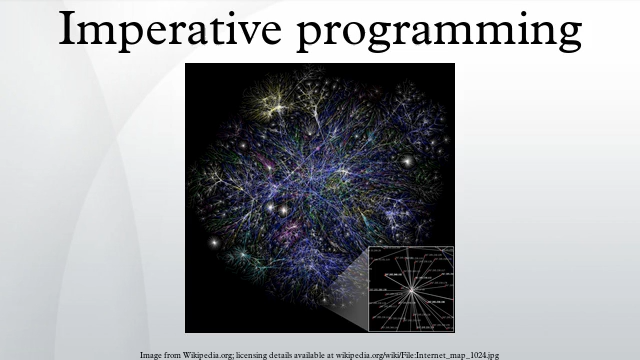 Imperative programming
Image from Wikipedia.org; licensing details available at wikipedia.org/wiki/File:Internet_map_1024.jpg